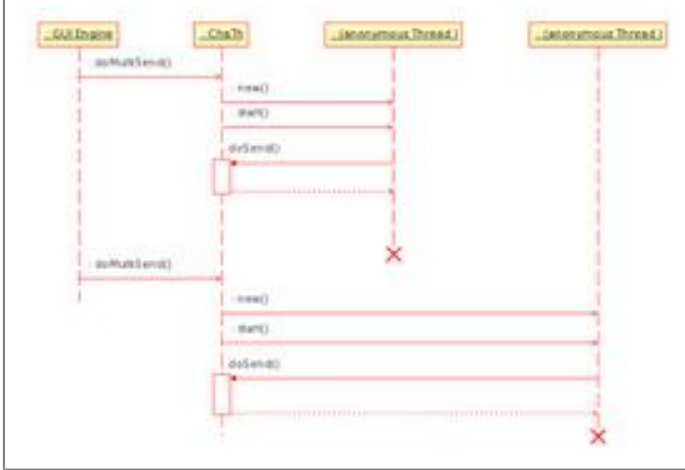 _ GUI Engine
_ ChaTh
_ (anonymous Thread )
_ (anonymous Thread )
doMultiSend()
new()
start()
doSend()
doMultiSend()
new()
start()
doSend()